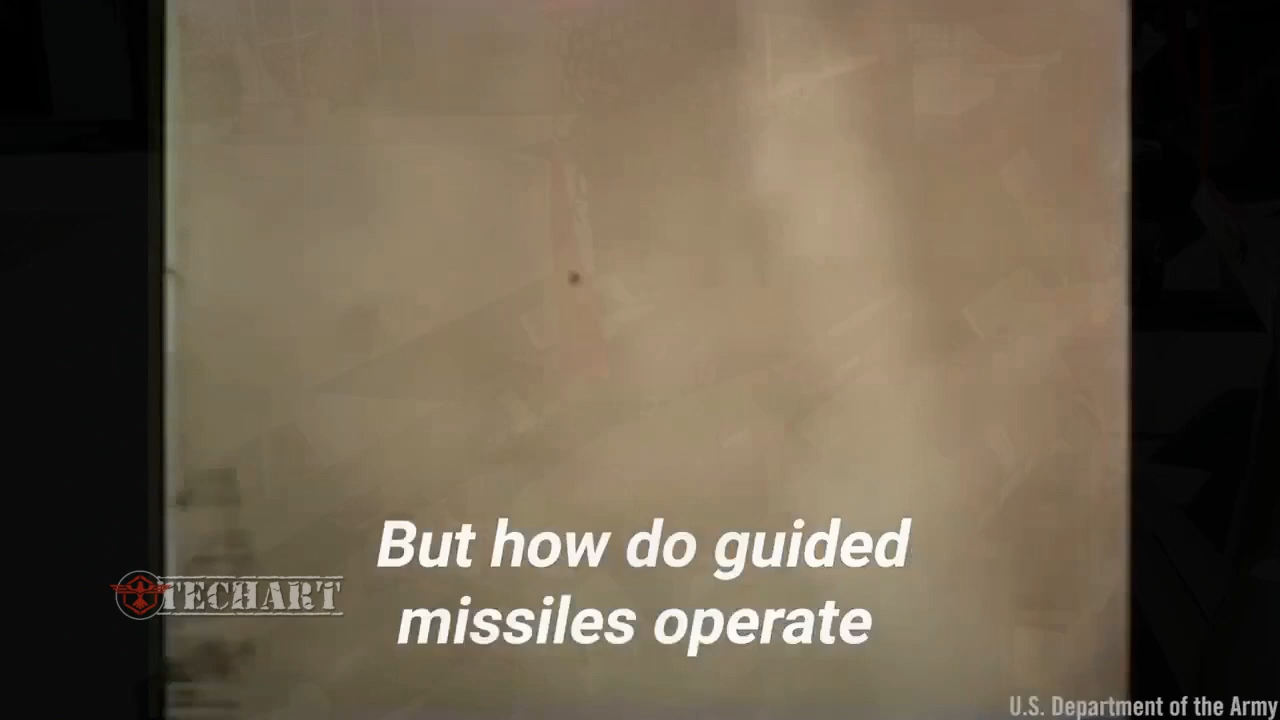 But how do guided
missiles operate
TECHART
U.S. Department of the Army